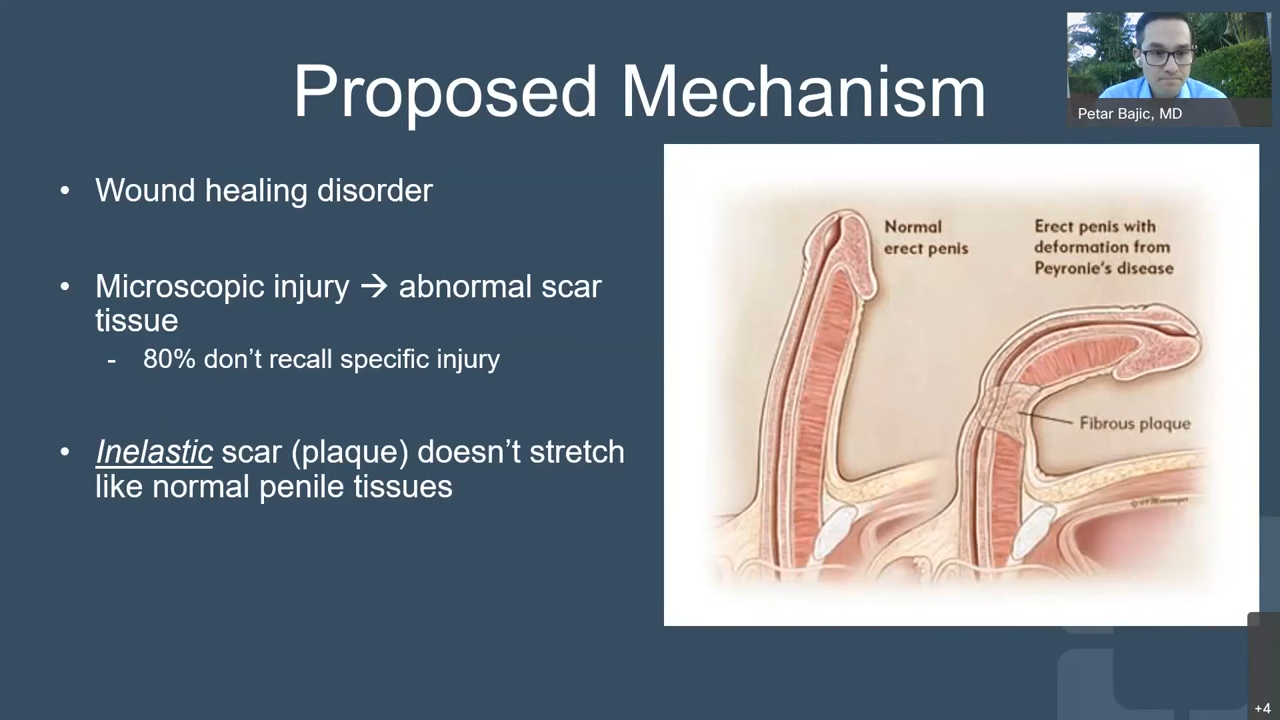 Proposed Mechanism
Petar Bajic, MD
• Wound healing disorder
• Microscopic injury → abnormal scar
tissue
- 80% don't recall specific injury
• Inelastic scar (plaque) doesn't stretch
like normal penile tissues
Normal
erect penis
Erect penis with
deformation from
Peyronie's disease
Fibrous plaque
+4